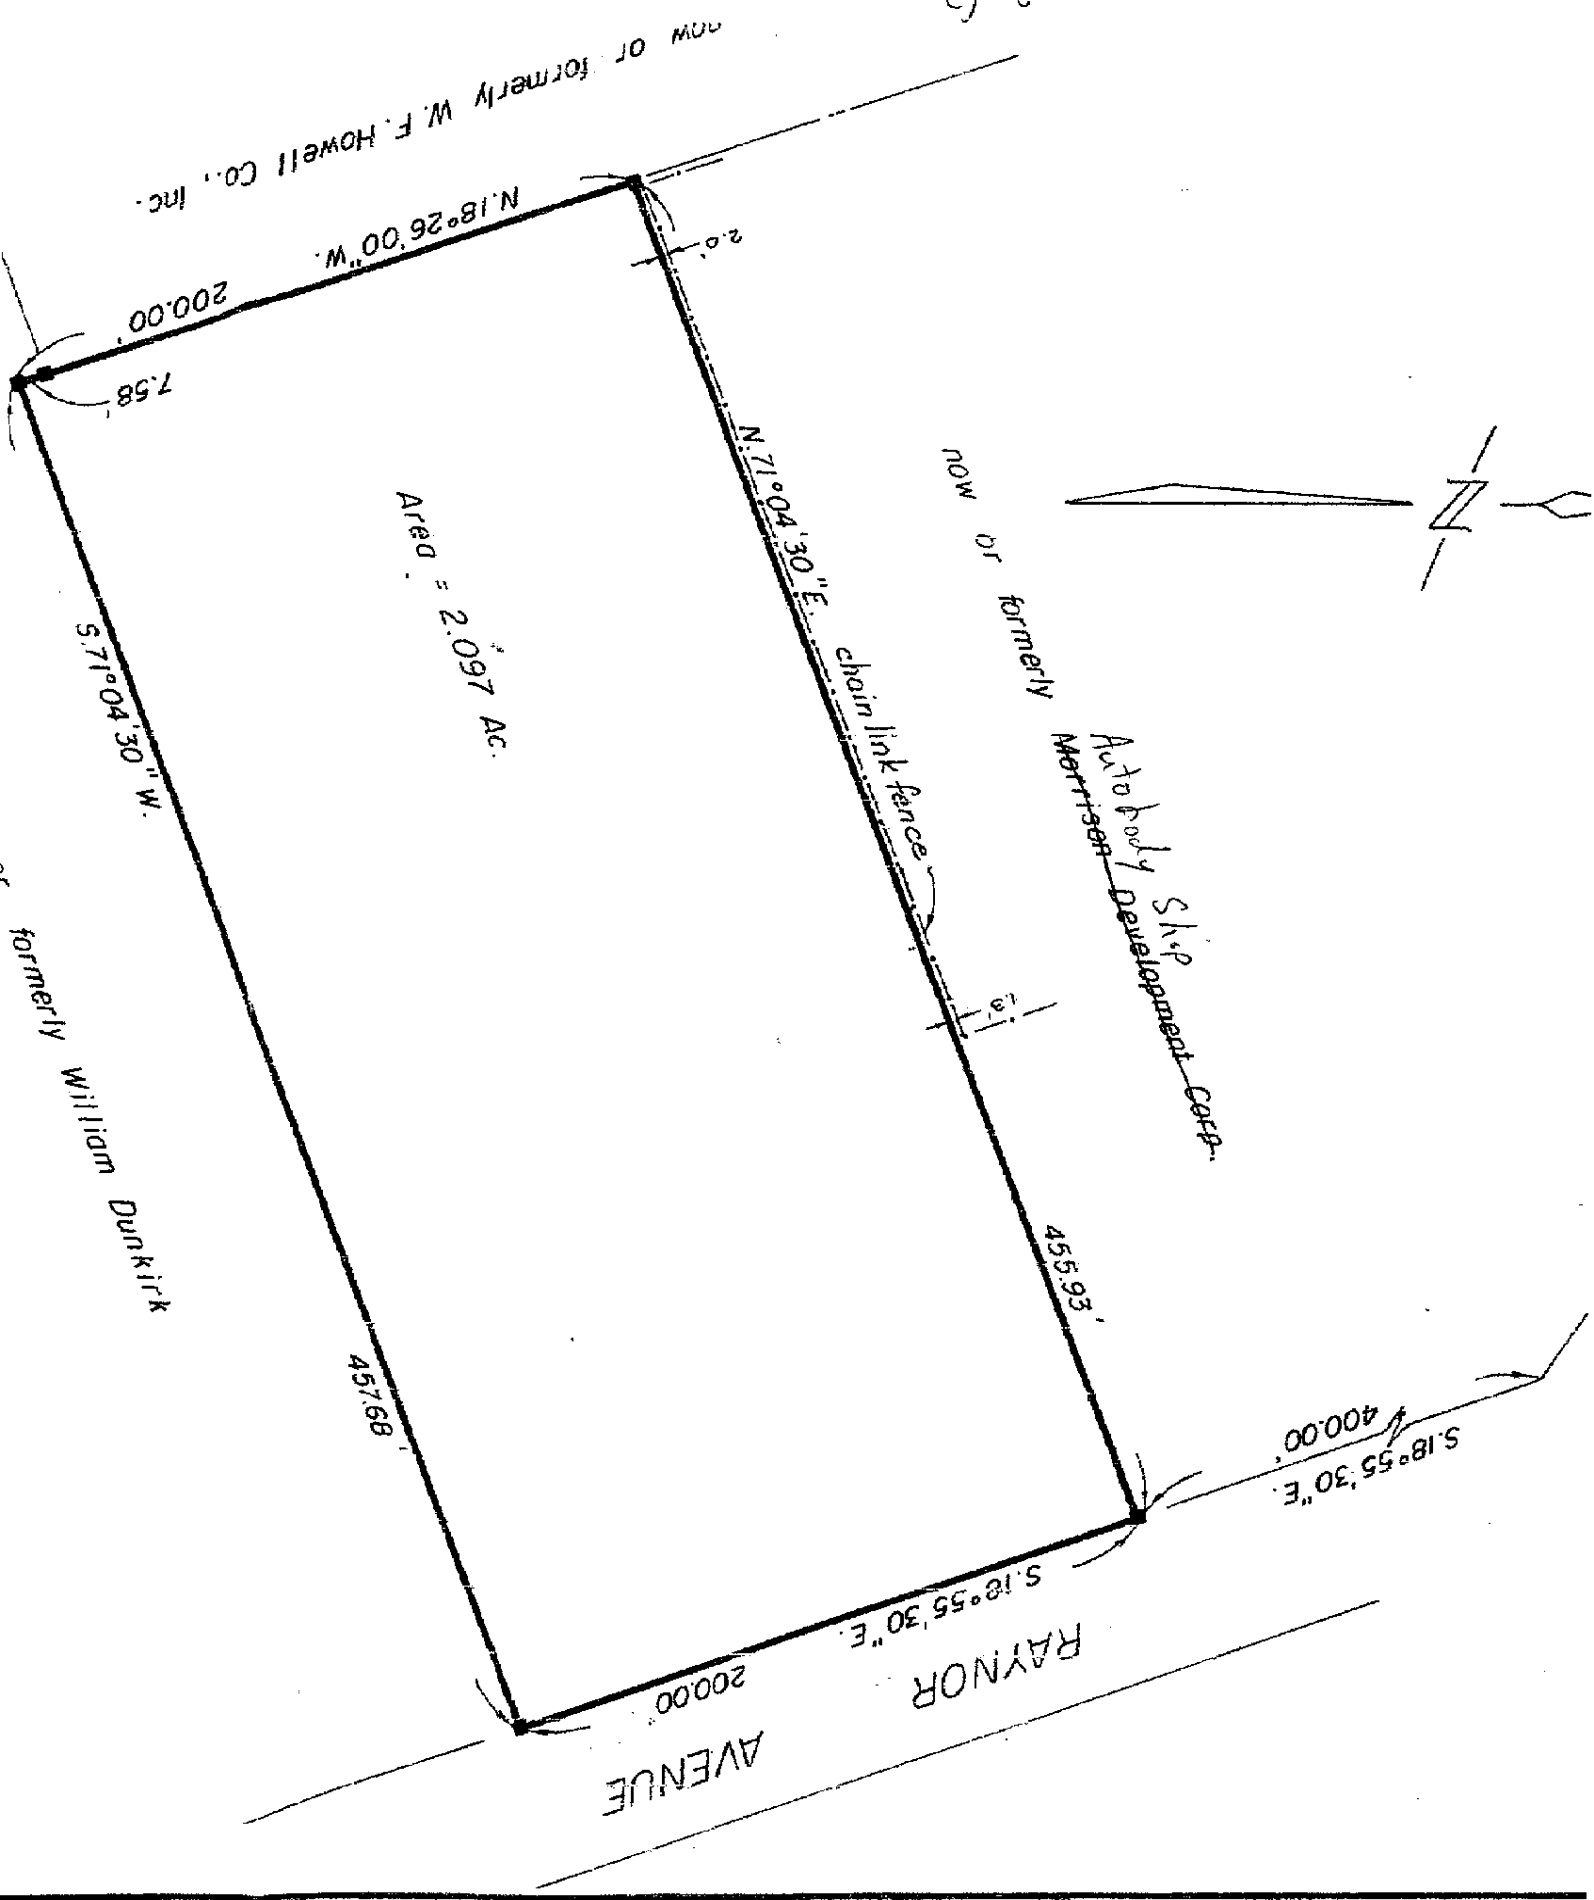 now or formerly W. F. Howell Co., Inc.
N.18°26'00"W.
200.00'
7.58'
2.0'
N.71°04'30"E.
chain link fence
1.3'
455.93'
now or formerly
Autobody Shop
Morrison Development Corp.
N
Area = 2.097 Ac.
S.71°04'30"W.
457.68'
or formerly William Dunkirk
S.18°55'30"E.
400.00'
S.18°55'30"E.
200.00'
RAYNOR
AVENUE